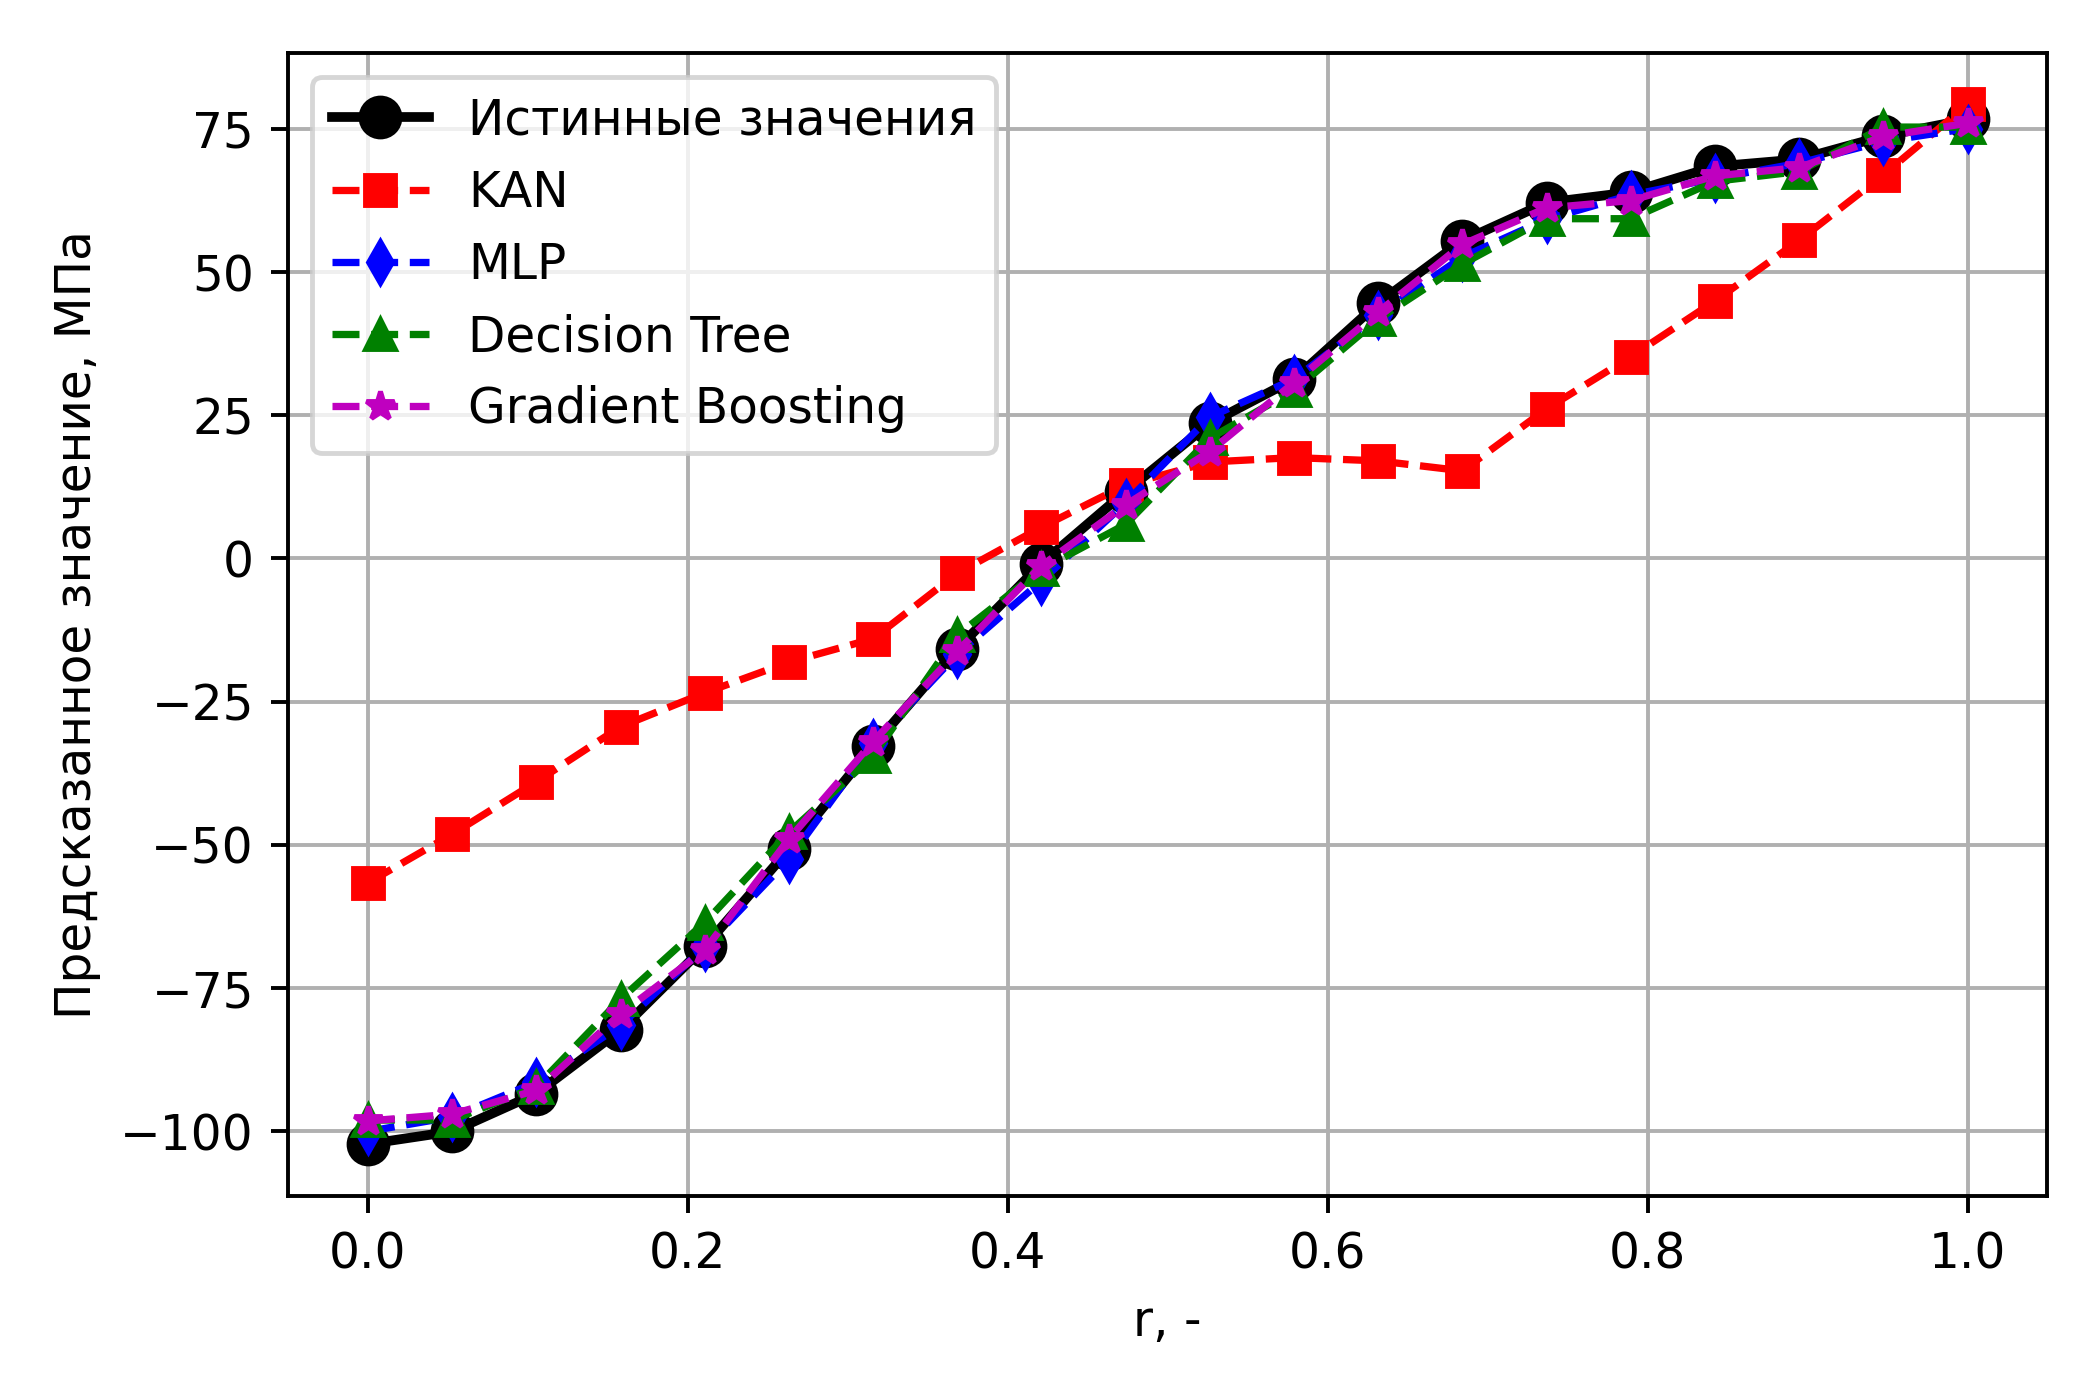 Истинные значения
KAN
MLP
Decision Tree
Gradient Boosting
Предсказанное значение, МПа
75
50
25
0
−25
−50
−75
−100
0.0 0.2 0.4 0.6 0.8 1.0
r, -